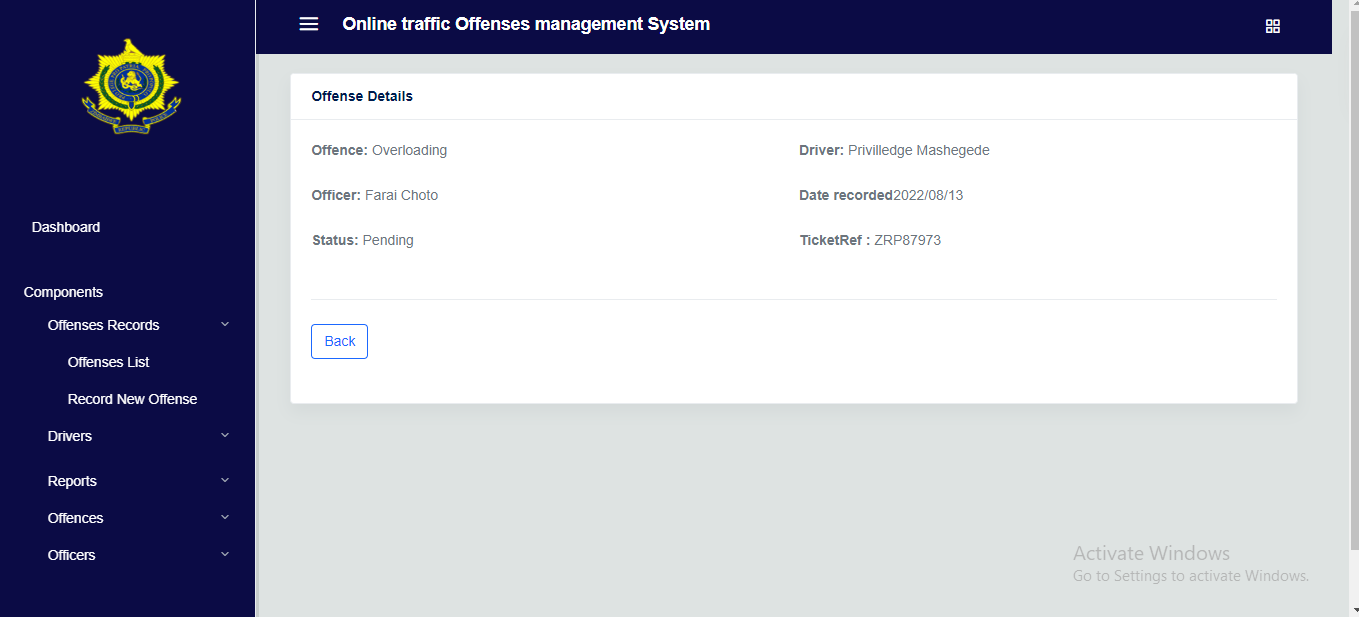 Online traffic Offenses management System
Dashboard
Components
Offenses Records
Offenses List
Record New Offense
Drivers
Reports
Offences
Officers
Offense Details
Offence: Overloading
Driver: Privilledge Mashegede
Officer: Farai Choto
Date recorded2022/08/13
Status: Pending
TicketRef : ZRP87973
Back
Activate Windows
Go to Settings to activate Windows.